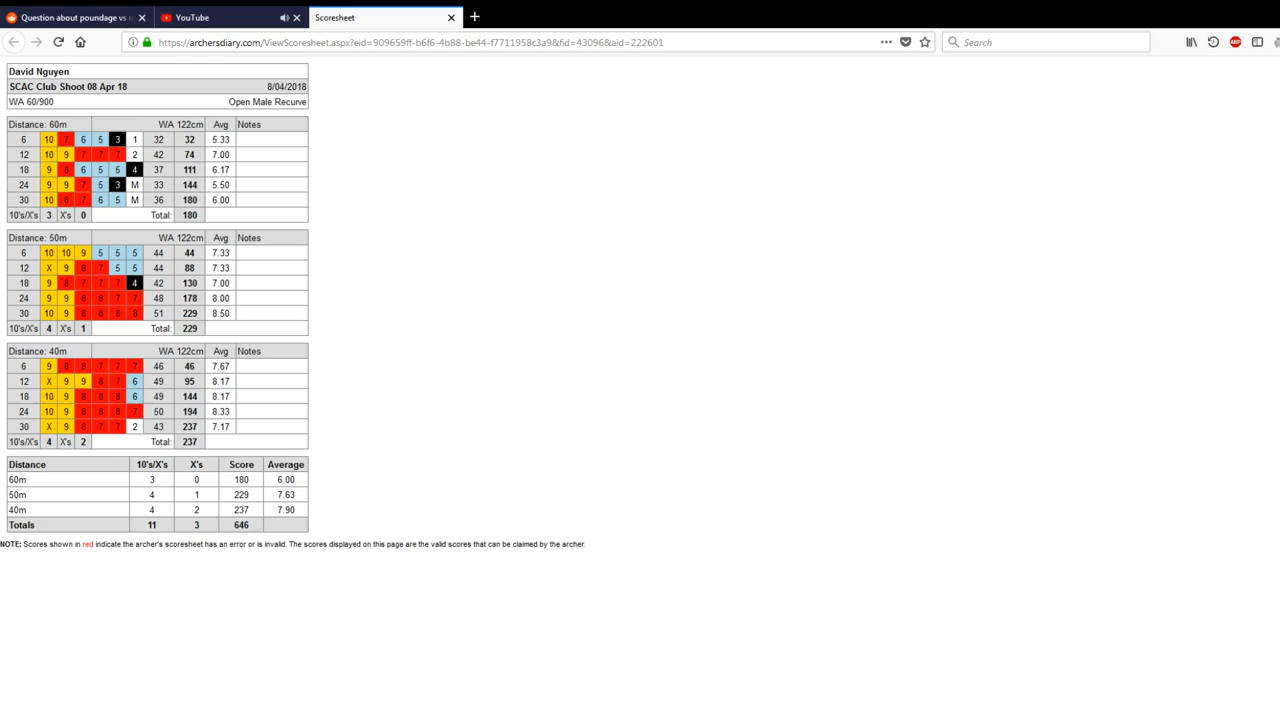 Question about poundage vs
YouTube
Scoresheet
https://archersdiary.com/ViewScoresheet.aspx?eid=909659ff-b6f6-4b88-be44-f7711958c3a9&fid=43096&aid=222601
Search
ABP
David Nguyen
SCAC Club Shoot 08 Apr 18 8/04/2018
WA 60/900 Open Male Recurve
Distance: 60m WA 122cm Avg Notes
6 10 7 6 5 3 1 32 32 5.33
12 10 9 7 7 7 2 42 74 7.00
18 9 8 6 5 5 4 37 111 6.17
24 9 9 7 5 3 M 33 144 5.50
30 10 8 7 6 5 M 36 180 6.00
10's/X's 3 X's 0 Total: 180
Distance: 50m WA 122cm Avg Notes
6 10 10 9 5 5 5 44 44 7.33
12 X 9 8 7 5 5 44 88 7.33
18 9 8 7 7 7 4 42 130 7.00
24 9 9 8 8 7 7 48 178 8.00
30 10 9 8 8 8 8 51 229 8.50
10's/X's 4 X's 1 Total: 229
Distance: 40m WA 122cm Avg Notes
6 9 8 8 7 7 7 46 46 7.67
12 X 9 9 8 7 6 49 95 8.17
18 10 9 8 8 8 6 49 144 8.17
24 10 9 8 8 8 7 50 194 8.33
30 X 9 8 7 7 2 43 237 7.17
10's/X's 4 X's 2 Total: 237
Distance 10's/X's X's Score Average
60m 3 0 180 6.00
50m 4 1 229 7.63
40m 4 2 237 7.90
Totals 11 3 646
NOTE: Scores shown in red indicate the archer's scoresheet has an error or is invalid. The scores displayed on this page are the valid scores that can be claimed by the archer.